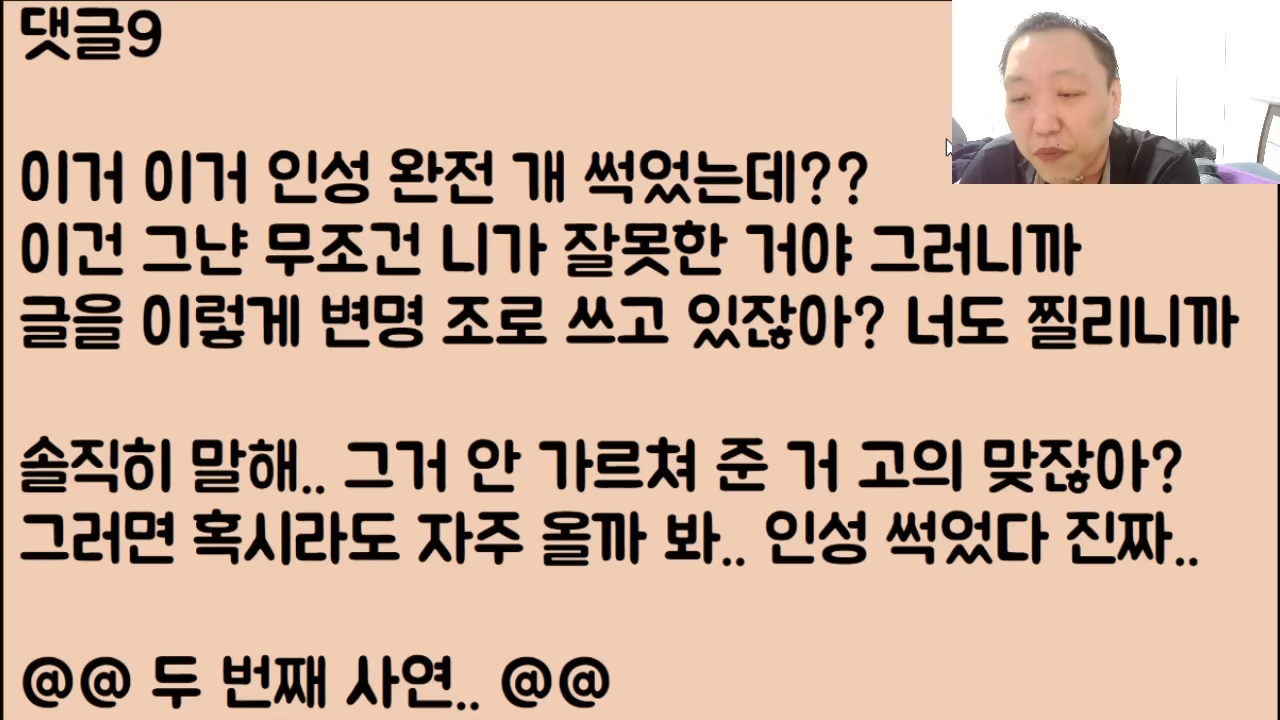 댓글9
이거 이거 인성 완전 개 썩었는데??
이건 그냔 무조건 니가 잘못한 거야 그러니까
글을 이렇게 변명 조로 쓰고 있잖아? 너도 찔리니까
솔직히 말해.. 그거 안 가르쳐 준 거 고의 맞잖아?
그러면 혹시라도 자주 올까 봐.. 인성 썩었다 진짜..
@@ 두 번째 사연.. @@